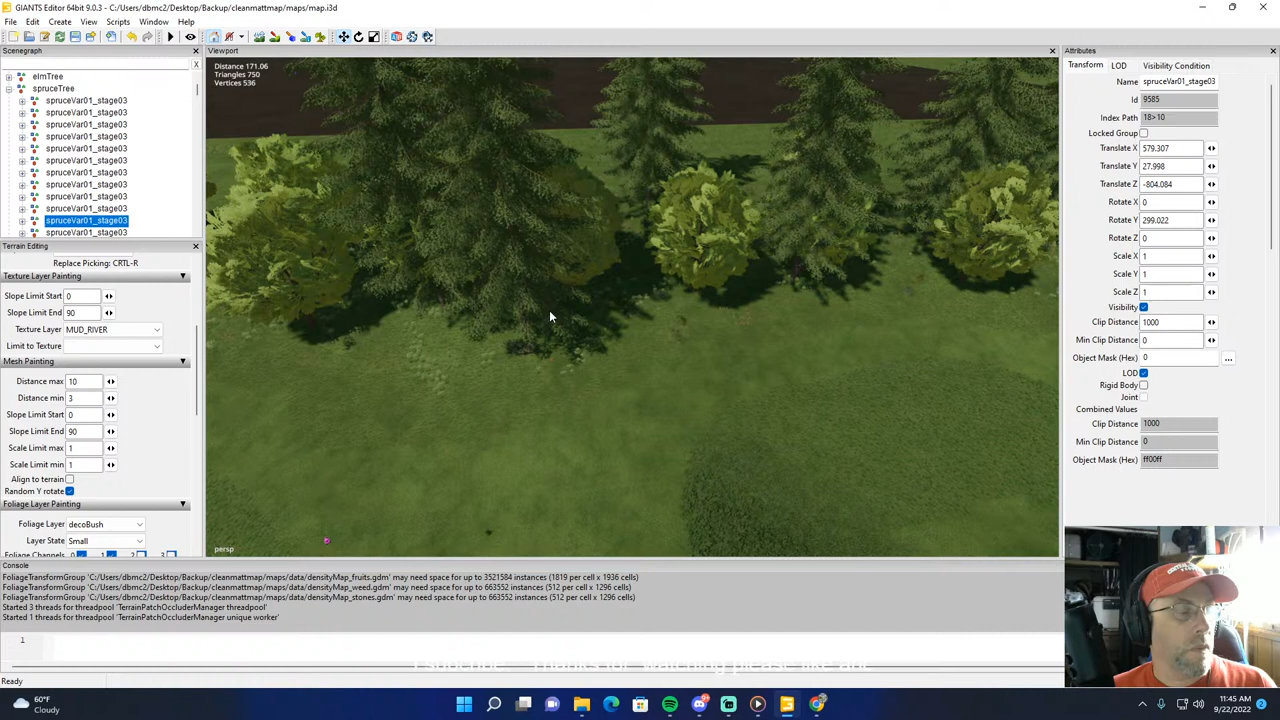 GIANTS Editor 64bit 9.0.3 - C:/Users/dbmc2/Desktop/Backup/cleanmattmap/maps/map.i3d
File Edit Create View Scripts Window Help
Scenegraph
Viewport
Attributes
X
elmTree
spruceTree
spruceVar01_stage03
spruceVar01_stage03
spruceVar01_stage03
spruceVar01_stage03
spruceVar01_stage03
spruceVar01_stage03
spruceVar01_stage03
spruceVar01_stage03
spruceVar01_stage03
spruceVar01_stage03
spruceVar01_stage03
spruceVar01_stage03
Terrain Editing
Replace Picking: CRTL-R
Texture Layer Painting
Slope Limit Start 0
Slope Limit End 90
Texture Layer MUD_RIVER
Limit to Texture
Mesh Painting
Distance max 10
Distance min 3
Slope Limit Start 0
Slope Limit End 90
Scale Limit max 1
Scale Limit min 1
Align to terrain
Random Y rotate
Foliage Layer Painting
Foliage Layer decoBush
Layer State Small
Foliage Channels 0 1 2 3
Distance 171.06
Triangles 750
Vertices 536
persp
Transform LOD Visibility Condition
Name spruceVar01_stage03
Id 9585
Index Path 18>10
Locked Group
Translate X 579.307
Translate Y 27.998
Translate Z -804.084
Rotate X 0
Rotate Y 299.022
Rotate Z 0
Scale X 1
Scale Y 1
Scale Z 1
Visibility
Clip Distance 1000
Min Clip Distance 0
Object Mask (Hex) 0 ...
LOD
Rigid Body
Joint
Combined Values
Clip Distance 1000
Min Clip Distance 0
Object Mask (Hex) ff00ff
Console
FoliageTransformGroup 'C:/Users/dbmc2/Desktop/Backup/cleanmattmap/maps/data/densityMap_fruits.gdm' may need space for up to 3521584 instances (1819 per cell x 1936 cells)
FoliageTransformGroup 'C:/Users/dbmc2/Desktop/Backup/cleanmattmap/maps/data/densityMap_weed.gdm' may need space for up to 663552 instances (512 per cell x 1296 cells)
FoliageTransformGroup 'C:/Users/dbmc2/Desktop/Backup/cleanmattmap/maps/data/densityMap_stones.gdm' may need space for up to 663552 instances (512 per cell x 1296 cells)
Started 3 threads for threadpool 'TerrainPatchOccluderManager threadpool'
Started 1 threads for threadpool 'TerrainPatchOccluderManager unique worker'
1
Thanks for watching please like
Ready
60°F
Cloudy
11:45 AM
9/22/2022